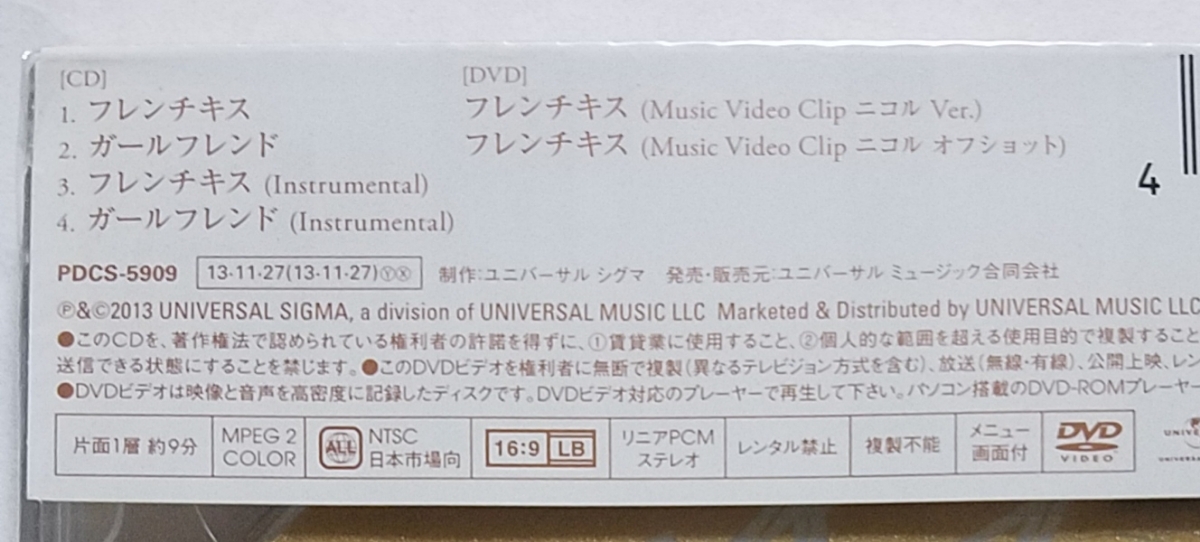 [CD]
1. フレンチキス
2. ガールフレンド
3. フレンチキス (Instrumental)
4. ガールフレンド (Instrumental)
[DVD]
フレンチキス (Music Video Clip ニコル Ver.)
フレンチキス (Music Video Clip ニコル オフショット)
4
PDCS-5909 13·11·27(13·11·27)ⓎⓍ 制作:ユニバーサル シグマ 発売・販売元:ユニバーサル ミュージック合同会社
Ⓟ&©2013 UNIVERSAL SIGMA, a division of UNIVERSAL MUSIC LLC Marketed & Distributed by UNIVERSAL MUSIC LLC
●このCDを、著作権法で認められている権利者の許諾を得ずに、①賃貸業に使用すること、②個人的な範囲を超える使用目的で複製すること
送信できる状態にすることを禁じます。●このDVDビデオを権利者に無断で複製(異なるテレビジョン方式を含む)、放送(無線・有線)、公開上映、レン
●DVDビデオは映像と音声を高密度に記録したディスクです。DVDビデオ対応のプレーヤーで再生して下さい。パソコン搭載のDVD-ROMプレーヤー
片面1層 約9分
MPEG 2
COLOR
ALL
NTSC
日本市場向
16:9 LB
リニアPCM
ステレオ
レンタル禁止
複製不能
メニュー
画面付
DVD
VIDEO